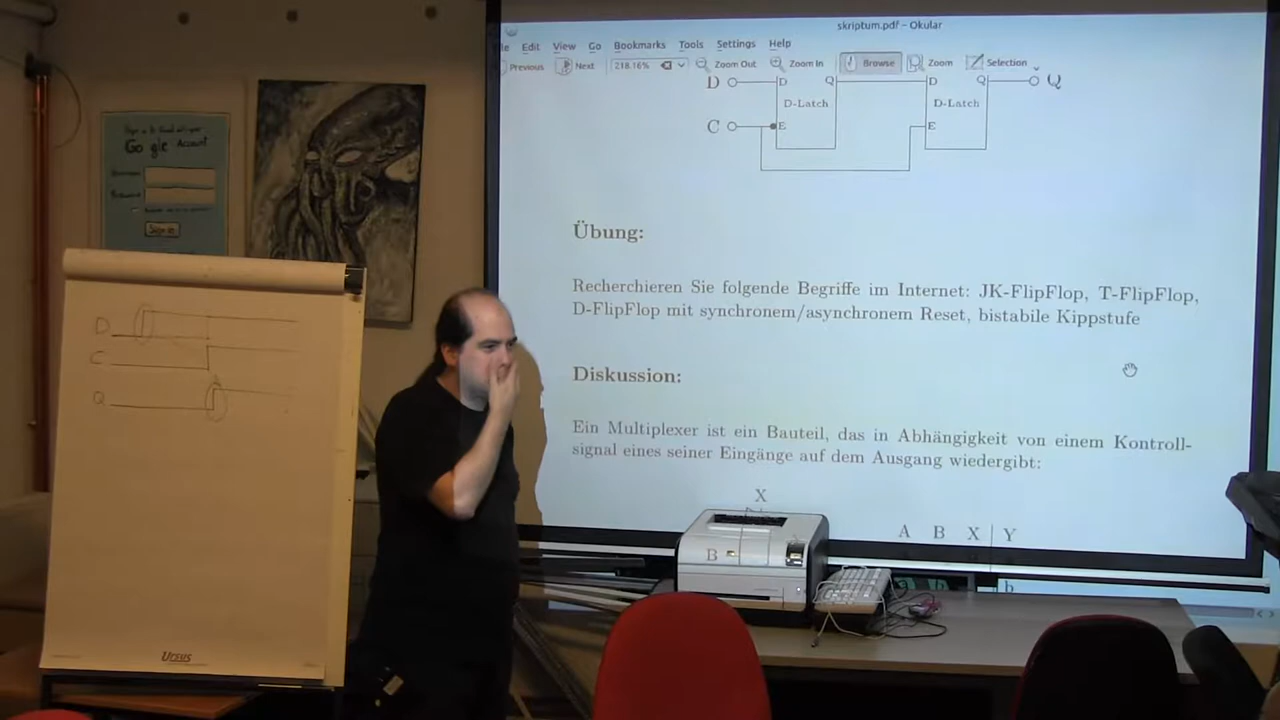 skriptum.pdf – Okular
Edit View Go Bookmarks Tools Settings Help
Previous Next 218.16% Zoom Out Zoom In Browse Zoom Selection
D D Q D Q Q
D-Latch D-Latch
C E E
Übung:
Recherchieren Sie folgende Begriffe im Internet: JK-FlipFlop, T-FlipFlop,
D-FlipFlop mit synchronem/asynchronem Reset, bistabile Kippstufe
Diskussion:
Ein Multiplexer ist ein Bauteil, das in Abhängigkeit von einem Kontroll-
signal eines seiner Eingänge auf dem Ausgang wiedergibt:
X
A B X Y
B
Go gle Account
Sign in
D
C
Q
Ursus